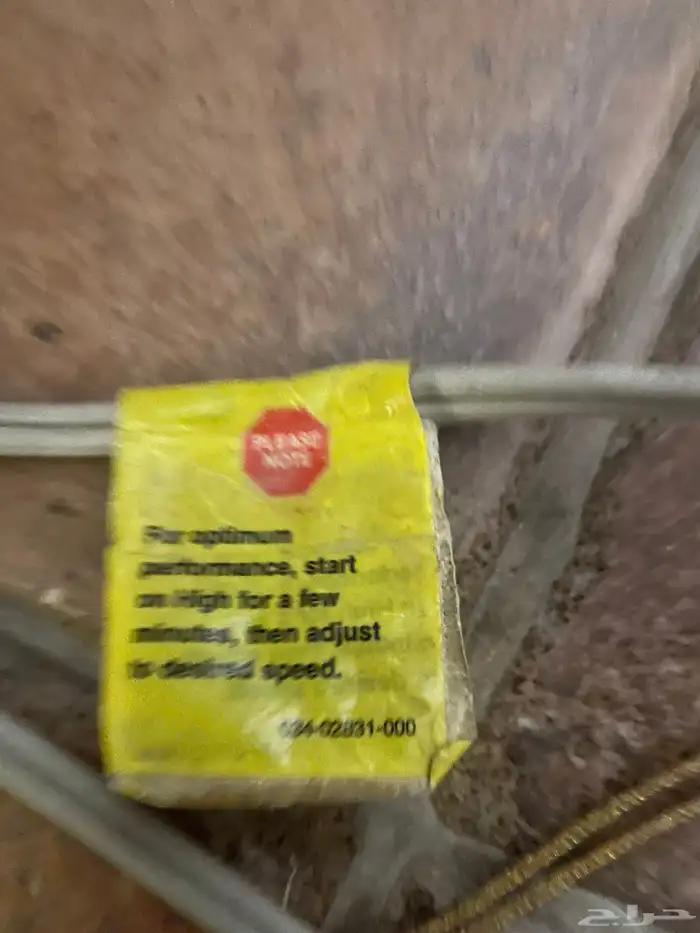 PLEASE
NOTE
For optimum
performance, start
on High for a few
minutes, then adjust
to desired speed.
634-02831-000
حراج